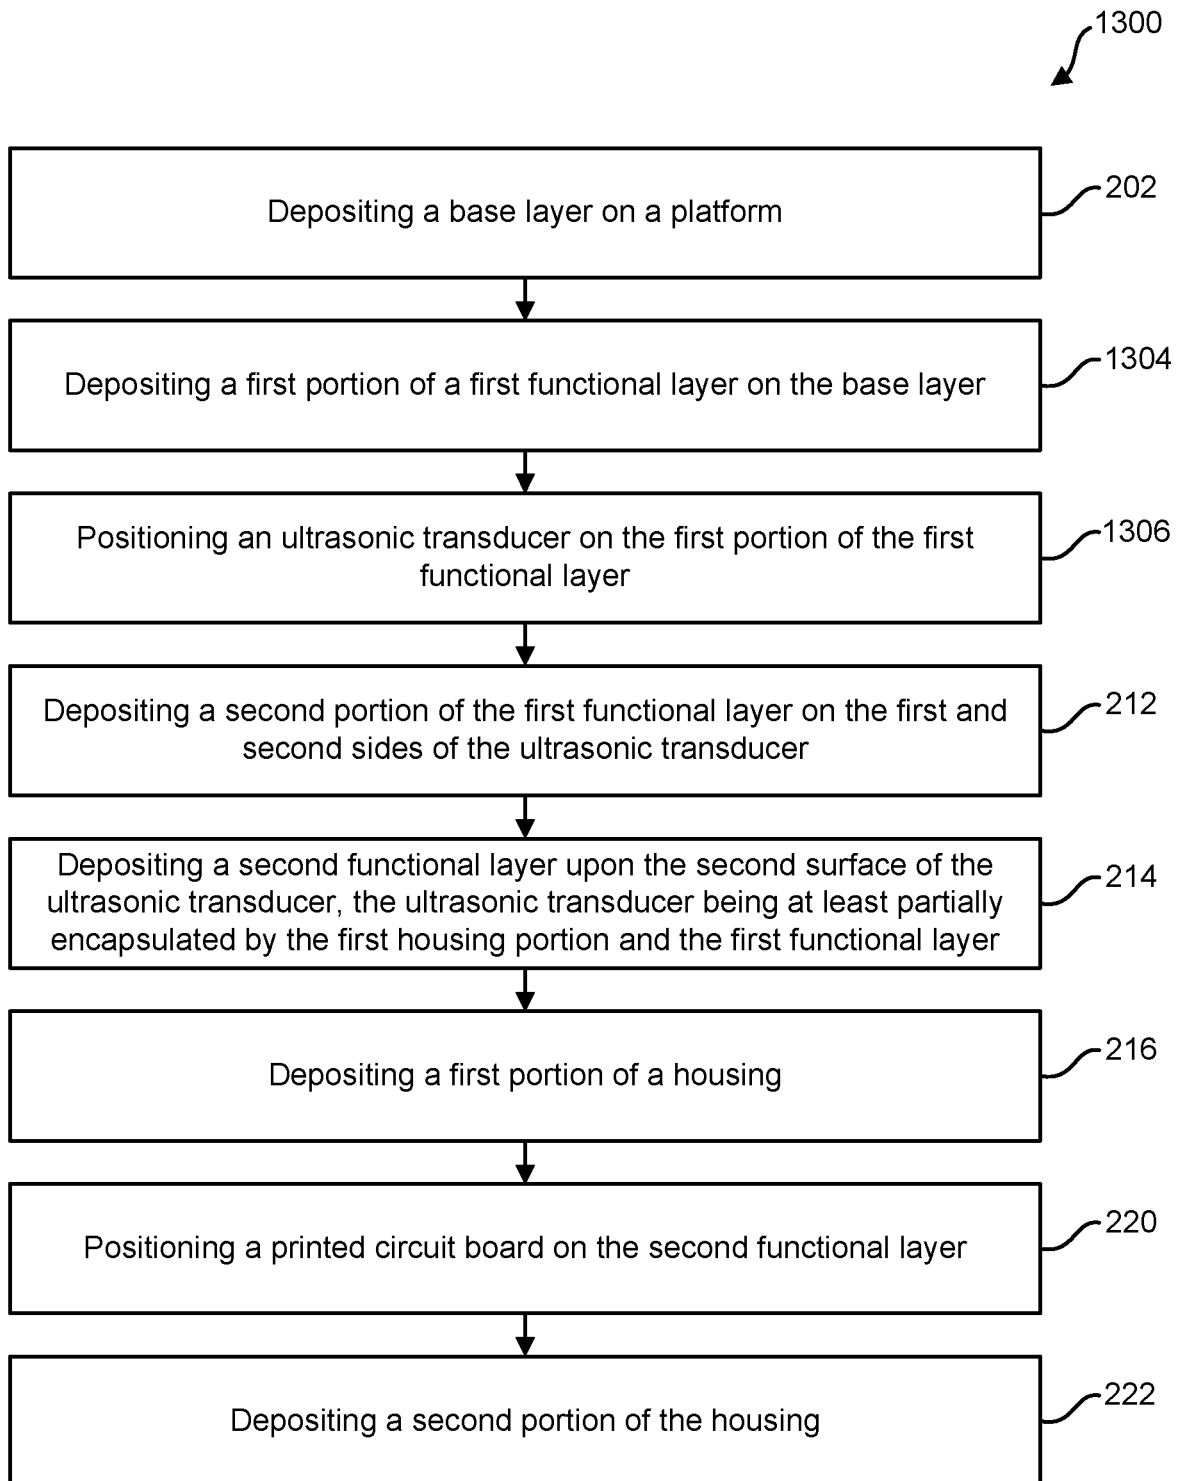 1300
Depositing a base layer on a platform
202
Depositing a first portion of a first functional layer on the base layer
1304
Positioning an ultrasonic transducer on the first portion of the first
functional layer
1306
Depositing a second portion of the first functional layer on the first and
second sides of the ultrasonic transducer
212
Depositing a second functional layer upon the second surface of the
ultrasonic transducer, the ultrasonic transducer being at least partially
encapsulated by the first housing portion and the first functional layer
214
Depositing a first portion of a housing
216
Positioning a printed circuit board on the second functional layer
220
Depositing a second portion of the housing
222